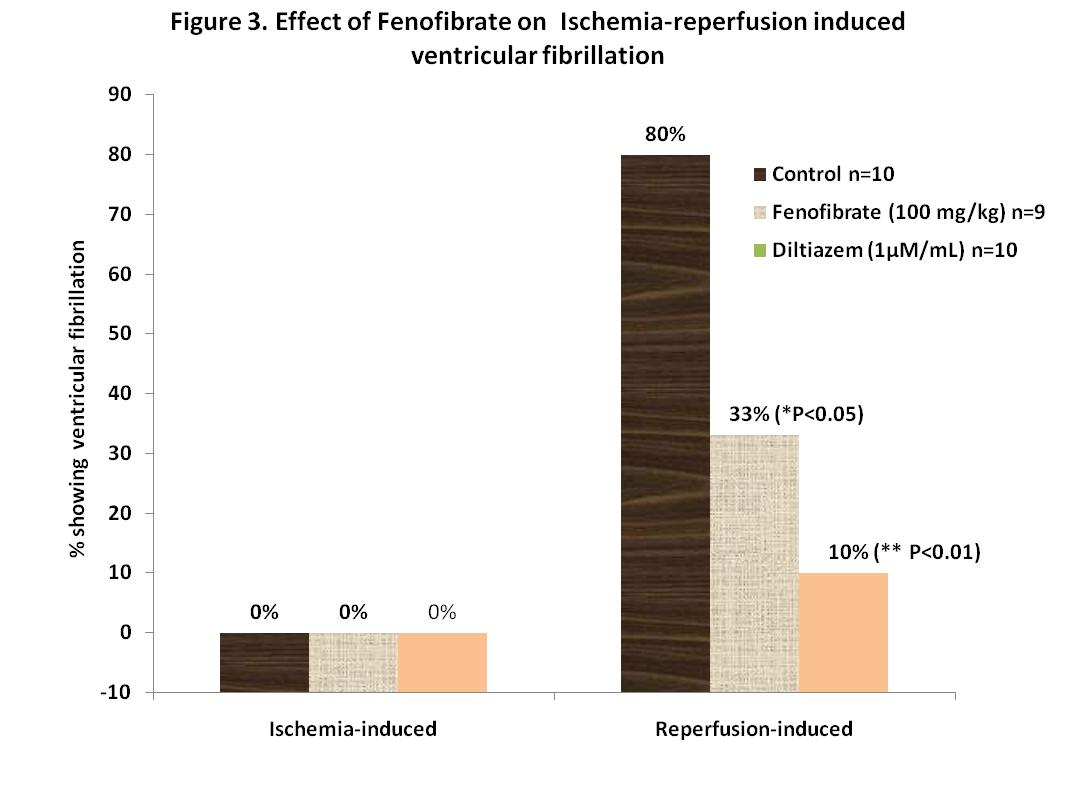 Figure 3. Effect of Fenofibrate on Ischemia-reperfusion induced
ventricular fibrillation
% showing ventricular fibrillation
90
80
70
60
50
40
30
20
10
0
-10
0%
0%
0%
80%
33% (*P<0.05)
10% (** P<0.01)
Control n=10
Fenofibrate (100 mg/kg) n=9
Diltiazem (1µM/mL) n=10
Ischemia-induced
Reperfusion-induced